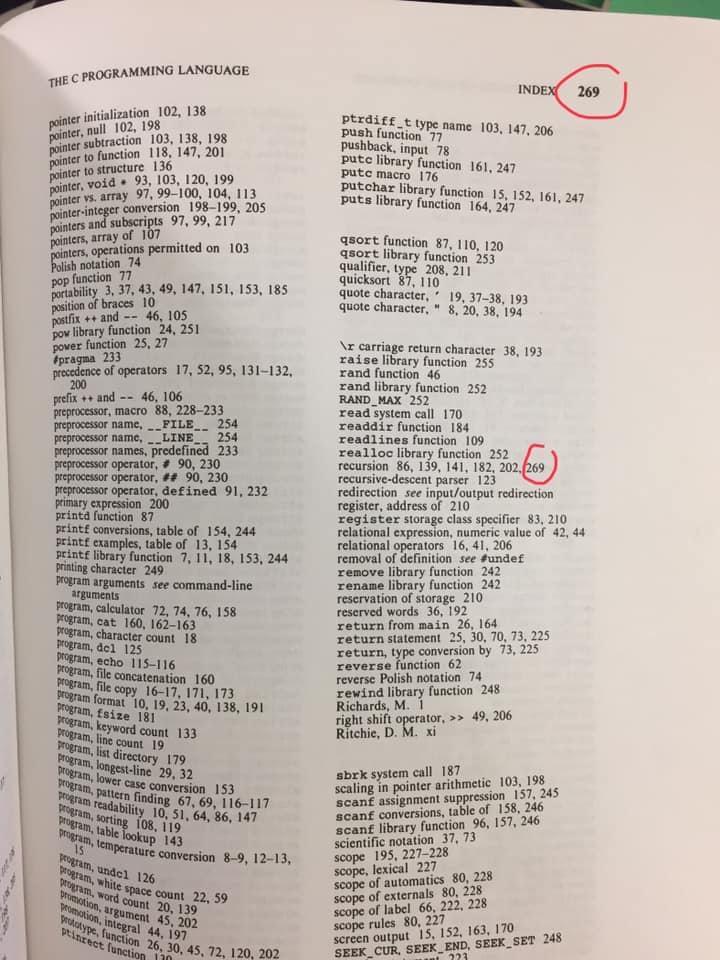 THE C PROGRAMMING LANGUAGE
INDEX 269
pointer initialization 102, 138
pointer, null 102, 198
pointer subtraction 103, 138, 198
pointer to function 118, 147, 201
pointer to structure 136
pointer, void * 93, 103, 120, 199
pointer vs. array 97, 99–100, 104, 113
pointer-integer conversion 198–199, 205
pointers and subscripts 97, 99, 217
pointers, array of 107
pointers, operations permitted on 103
Polish notation 74
pop function 77
portability 3, 37, 43, 49, 147, 151, 153, 185
position of braces 10
postfix ++ and -- 46, 105
pow library function 24, 251
power function 25, 27
#pragma 233
precedence of operators 17, 52, 95, 131–132,
200
prefix ++ and -- 46, 106
preprocessor, macro 88, 228–233
preprocessor name, __FILE__ 254
preprocessor name, __LINE__ 254
preprocessor names, predefined 233
preprocessor operator, # 90, 230
preprocessor operator, ## 90, 230
preprocessor operator, defined 91, 232
primary expression 200
printd function 87
printf conversions, table of 154, 244
printf examples, table of 13, 154
printf library function 7, 11, 18, 153, 244
printing character 249
program arguments see command-line
arguments
program, calculator 72, 74, 76, 158
program, cat 160, 162–163
program, character count 18
program, dcl 125
program, echo 115–116
program, file concatenation 160
program, file copy 16–17, 171, 173
program format 10, 19, 23, 40, 138, 191
program, fsize 181
program, keyword count 133
program, line count 19
program, list directory 179
program, longest-line 29, 32
program, lower case conversion 153
program, pattern finding 67, 69, 116–117
program readability 10, 51, 64, 86, 147
program, sorting 108, 119
program, table lookup 143
program, temperature conversion 8–9, 12–13,
15
program, undcl 126
program, white space count 22, 59
program, word count 20, 139
promotion, argument 45, 202
promotion, integral 44, 197
prototype, function 26, 30, 45, 72, 120, 202
ptinrect function 130
ptrdiff_t type name 103, 147, 206
push function 77
pushback, input 78
putc library function 161, 247
putc macro 176
putchar library function 15, 152, 161, 247
puts library function 164, 247
qsort function 87, 110, 120
qsort library function 253
qualifier, type 208, 211
quicksort 87, 110
quote character, ' 19, 37–38, 193
quote character, " 8, 20, 38, 194
\r carriage return character 38, 193
raise library function 255
rand function 46
rand library function 252
RAND_MAX 252
read system call 170
readdir function 184
readlines function 109
realloc library function 252
recursion 86, 139, 141, 182, 202, 269
recursive-descent parser 123
redirection see input/output redirection
register, address of 210
register storage class specifier 83, 210
relational expression, numeric value of 42, 44
relational operators 16, 41, 206
removal of definition see #undef
remove library function 242
rename library function 242
reservation of storage 210
reserved words 36, 192
return from main 26, 164
return statement 25, 30, 70, 73, 225
return, type conversion by 73, 225
reverse function 62
reverse Polish notation 74
rewind library function 248
Richards, M. 1
right shift operator, >> 49, 206
Ritchie, D. M. xi
sbrk system call 187
scaling in pointer arithmetic 103, 198
scanf assignment suppression 157, 245
scanf conversions, table of 158, 246
scanf library function 96, 157, 246
scientific notation 37, 73
scope 195, 227–228
scope, lexical 227
scope of automatics 80, 228
scope of externals 80, 228
scope of label 66, 222, 228
scope rules 80, 227
screen output 15, 152, 163, 170
SEEK_CUR, SEEK_END, SEEK_SET 248
223